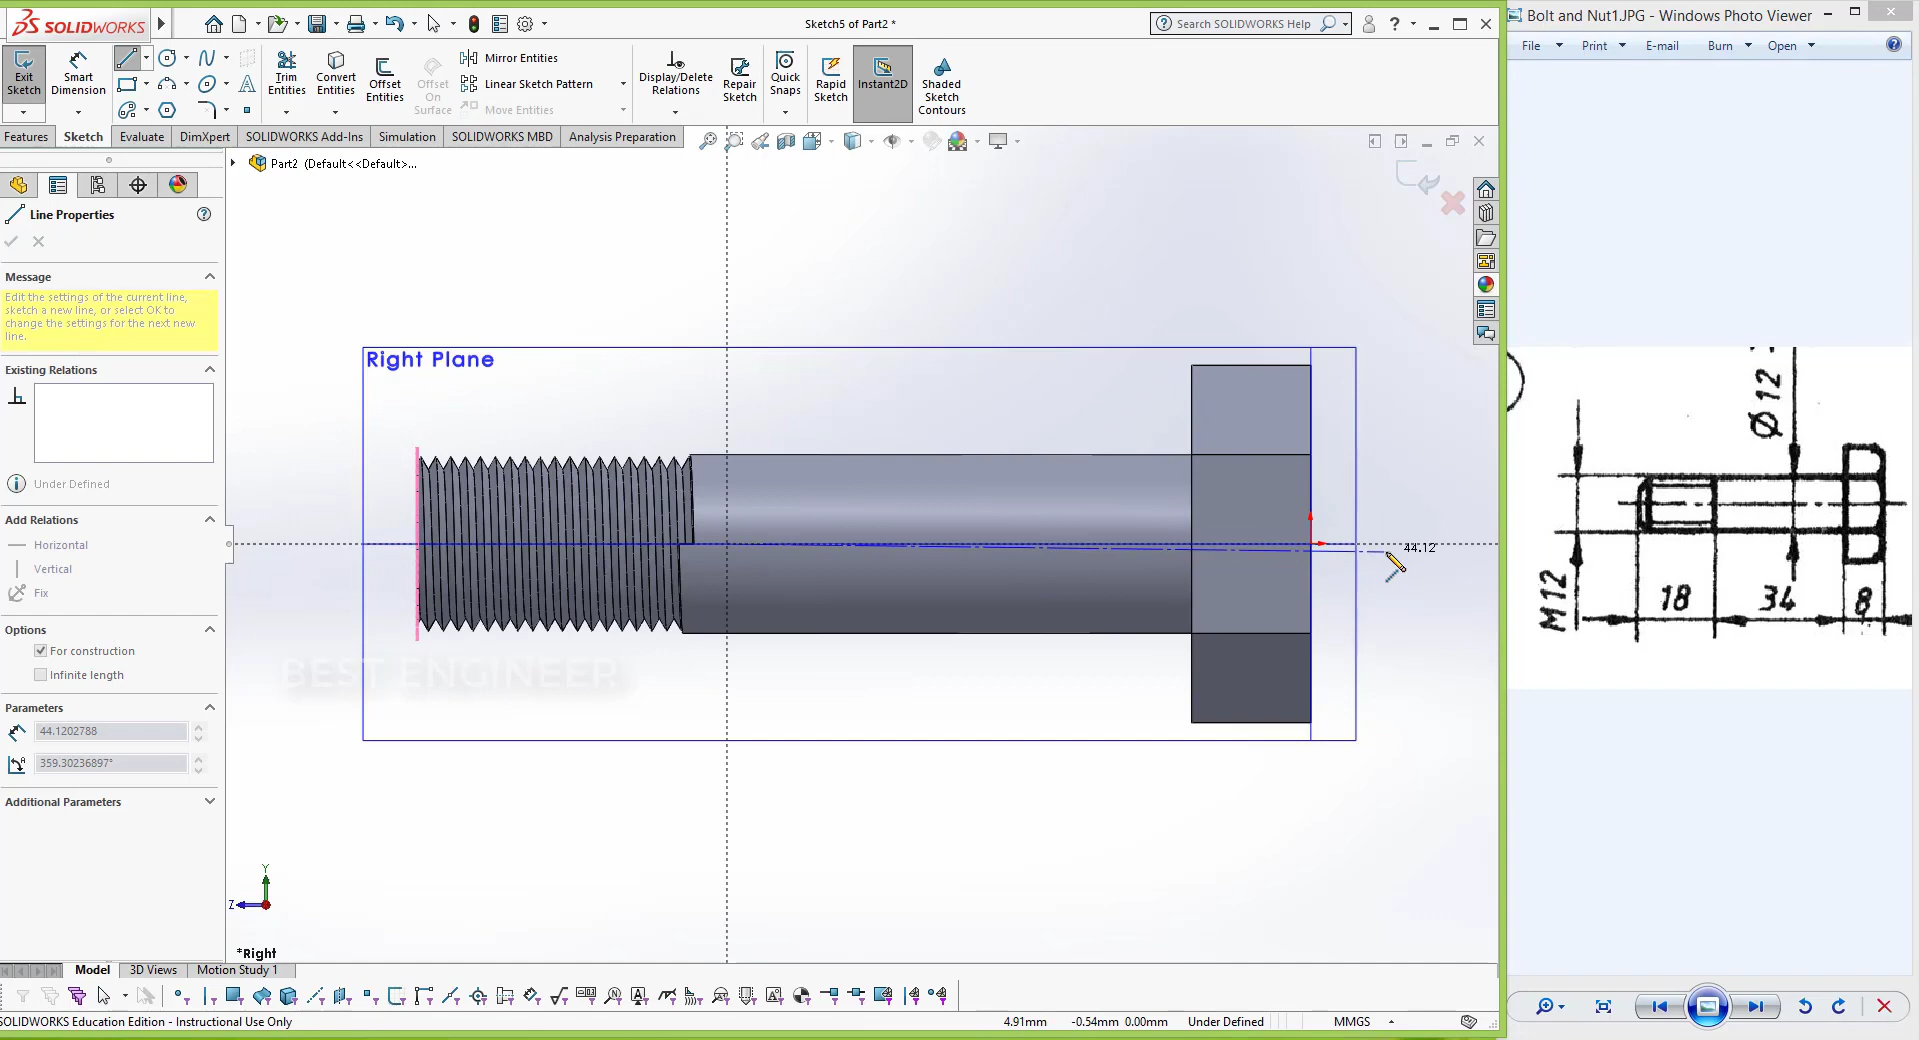 SOLIDWORKS
Sketch5 of Part2 *
Search SOLIDWORKS Help
Bolt and Nut1.JPG - Windows Photo Viewer
File
Print
E-mail
Burn
Open
Exit
Sketch
Smart
Dimension
Trim
Entities
Convert
Entities
Offset
Entities
Offset
On
Surface
Mirror Entities
Linear Sketch Pattern
Move Entities
Display/Delete
Relations
Repair
Sketch
Quick
Snaps
Rapid
Sketch
Instant2D
Shaded
Sketch
Contours
Features
Sketch
Evaluate
DimXpert
SOLIDWORKS Add-Ins
Simulation
SOLIDWORKS MBD
Analysis Preparation
Part2 (Default<<Default>...
Line Properties
Message
Edit the settings of the current line,
sketch a new line, or select OK to
change the settings for the next new
line.
Existing Relations
Under Defined
Add Relations
Horizontal
Vertical
Fix
Options
For construction
Infinite length
Parameters
44.1202788
359.30236897°
Additional Parameters
Right Plane
44.12
BEST ENGINEER
Y
Z
*Right
Ø12
M12
18
34
8
Model
3D Views
Motion Study 1
SOLIDWORKS Education Edition - Instructional Use Only
4.91mm
-0.54mm
0.00mm
Under Defined
MMGS